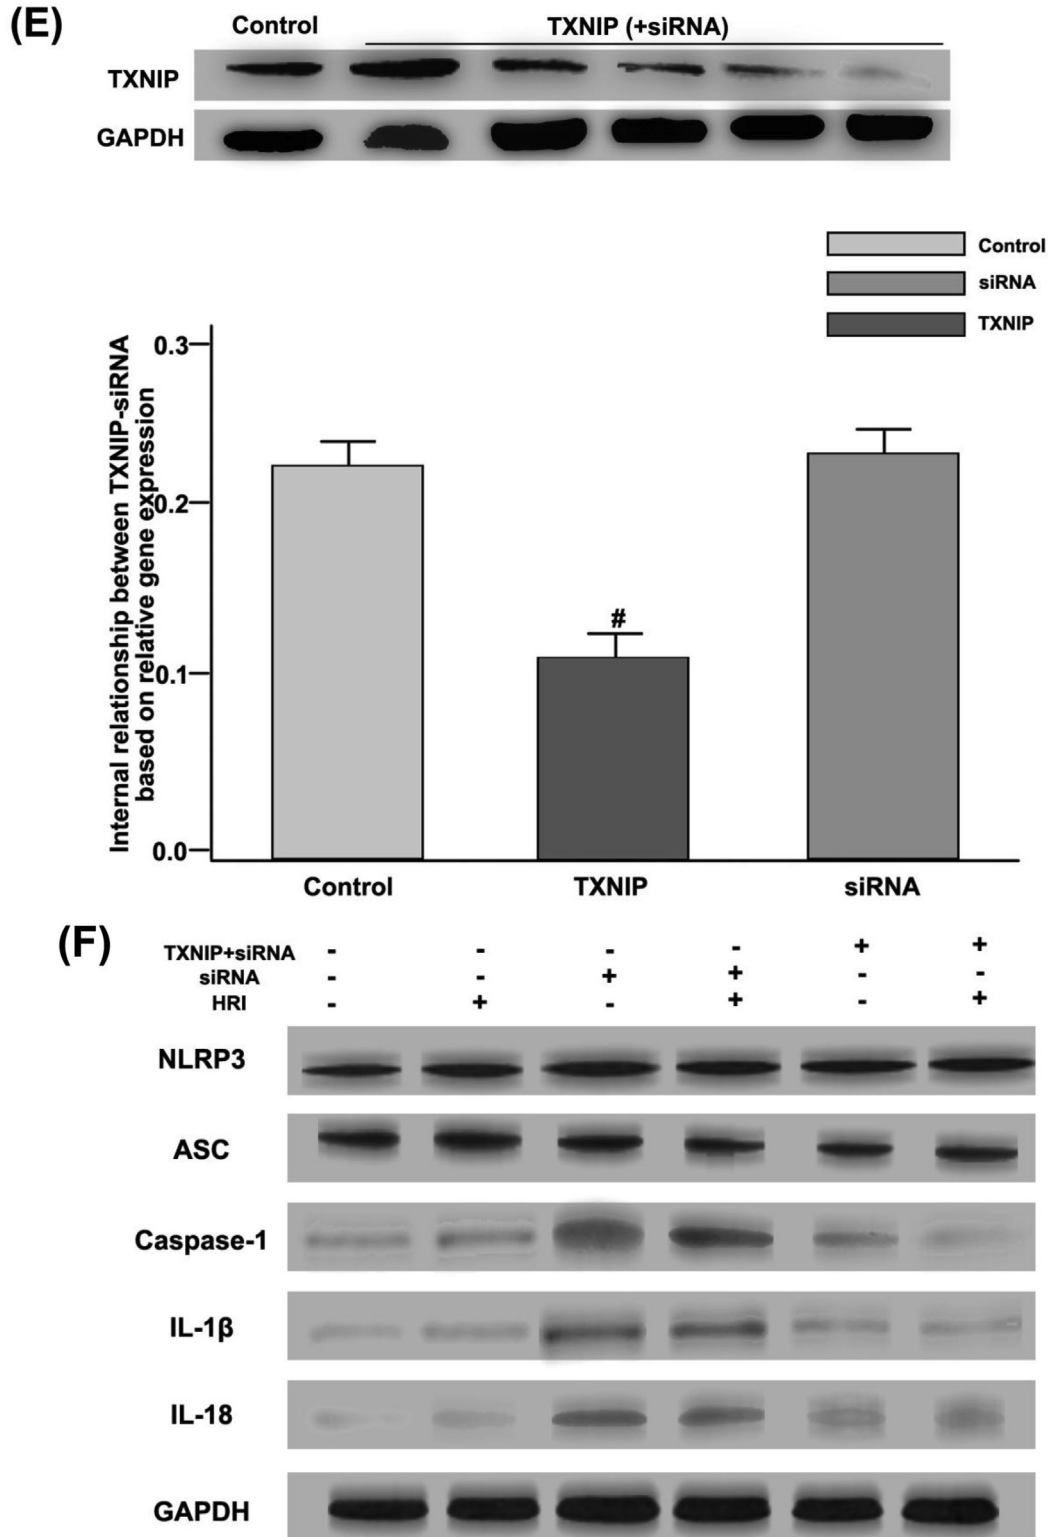 (E)
Control TXNIP (+siRNA)
TXNIP
GAPDH
Control
siRNA
TXNIP
Internal relationship between TXNIP-siRNA
based on relative gene expression
0.3
0.2
0.1
0.0
#
Control TXNIP siRNA
(F)
TXNIP+siRNA - - - - + +
siRNA - - + + - -
HRI - + - + - +
NLRP3
ASC
Caspase-1
IL-1β
IL-18
GAPDH